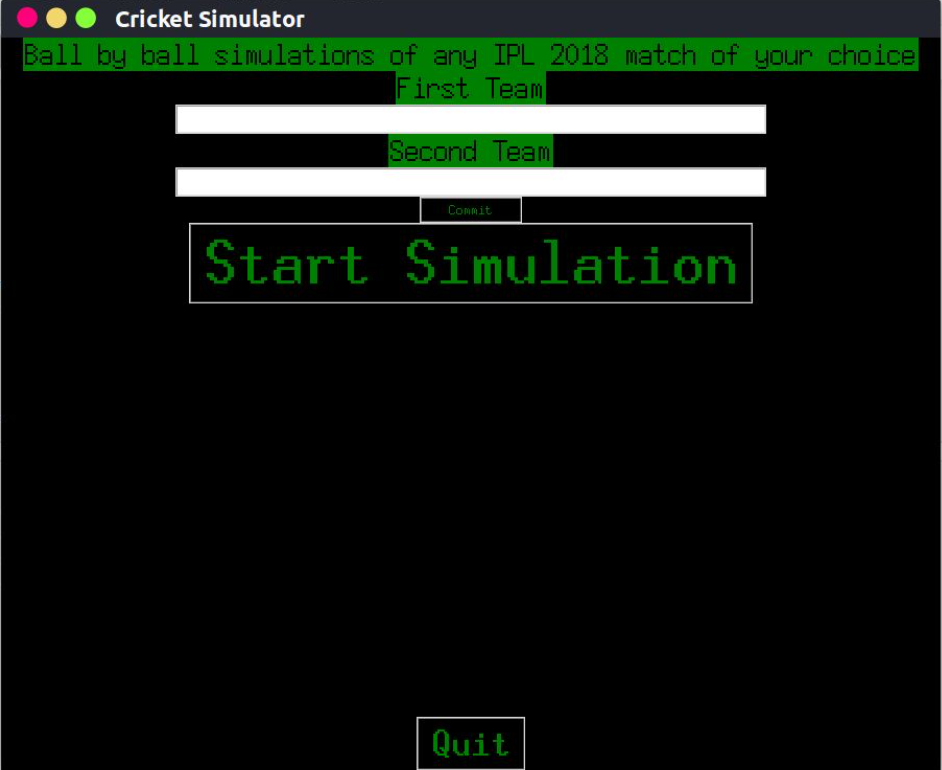 Cricket Simulator
Ball by ball simulations of any IPL 2018 match of your choice
First Team
Second Team
Commit
Start Simulation
Quit